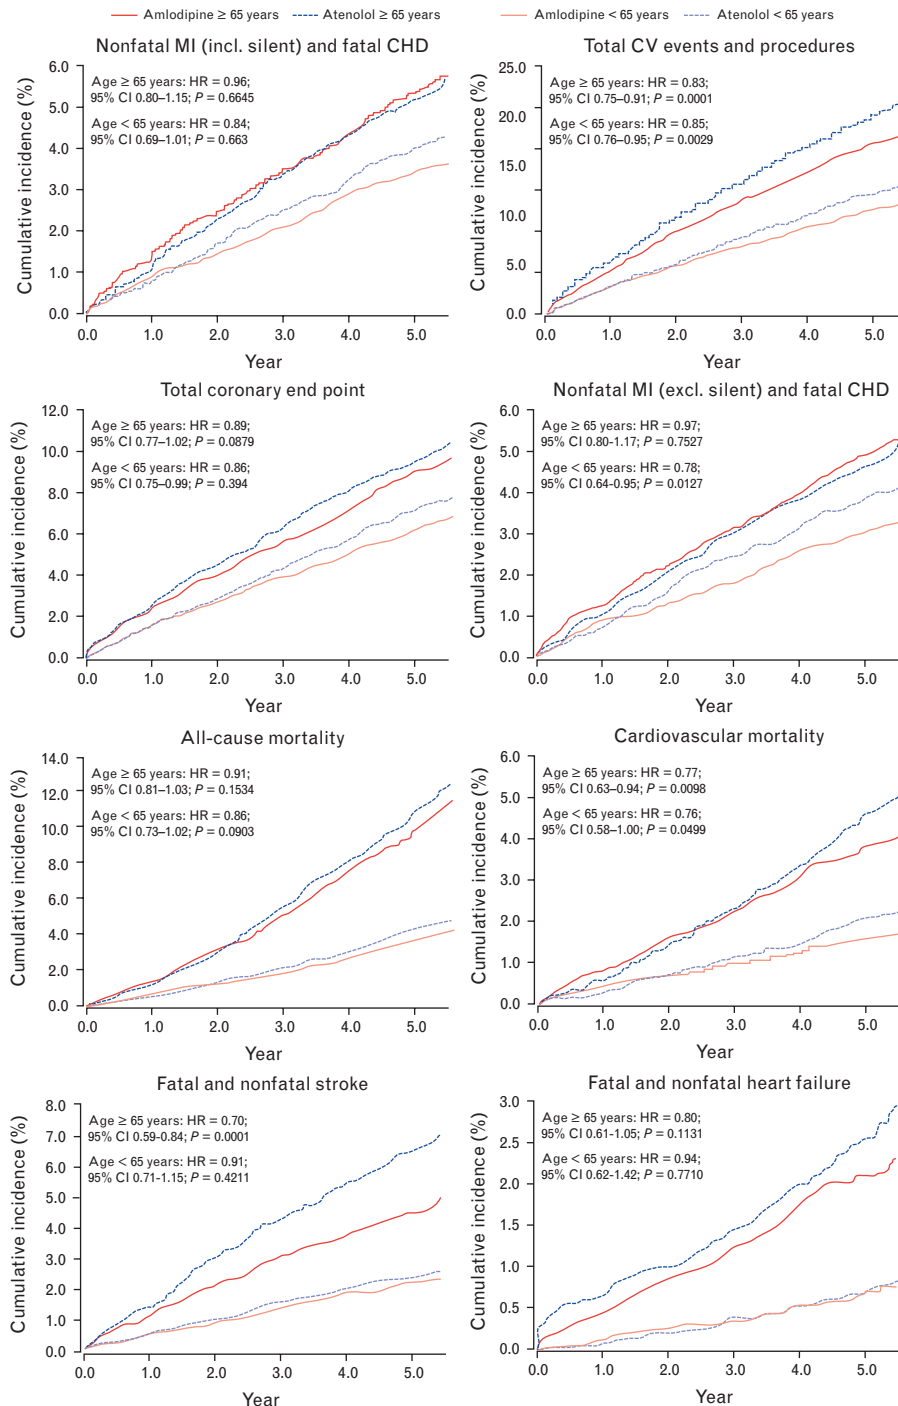 Amlodipine ≥ 65 years Atenolol ≥ 65 years Amlodipine < 65 years Atenolol < 65 years
Nonfatal MI (incl. silent) and fatal CHD
Cumulative incidence (%)
6.0
5.0
4.0
3.0
2.0
1.0
0.0
Age ≥ 65 years: HR = 0.96;
95% CI 0.80–1.15; P = 0.6645
Age < 65 years: HR = 0.84;
95% CI 0.69–1.01; P = 0.663
0.0 1.0 2.0 3.0 4.0 5.0
Year
Total CV events and procedures
Cumulative incidence (%)
25.0
20.0
15.0
10.0
5.0
0.0
Age ≥ 65 years: HR = 0.83;
95% CI 0.75–0.91; P = 0.0001
Age < 65 years: HR = 0.85;
95% CI 0.76–0.95; P = 0.0029
0.0 1.0 2.0 3.0 4.0 5.0
Year
Total coronary end point
Cumulative incidence (%)
12.0
10.0
8.0
6.0
4.0
2.0
0.0
Age ≥ 65 years: HR = 0.89;
95% CI 0.77–1.02; P = 0.0879
Age < 65 years: HR = 0.86;
95% CI 0.75–0.99; P = 0.394
0.0 1.0 2.0 3.0 4.0 5.0
Year
Nonfatal MI (excl. silent) and fatal CHD
Cumulative incidence (%)
6.0
5.0
4.0
3.0
2.0
1.0
0.0
Age ≥ 65 years: HR = 0.97;
95% CI 0.80-1.17; P = 0.7527
Age < 65 years: HR = 0.78;
95% CI 0.64-0.95; P = 0.0127
0.0 1.0 2.0 3.0 4.0 5.0
Year
All-cause mortality
Cumulative incidence (%)
14.0
12.0
10.0
8.0
6.0
4.0
2.0
0.0
Age ≥ 65 years: HR = 0.91;
95% CI 0.81–1.03; P = 0.1534
Age < 65 years: HR = 0.86;
95% CI 0.73–1.02; P = 0.0903
0.0 1.0 2.0 3.0 4.0 5.0
Year
Cardiovascular mortality
Cumulative incidence (%)
6.0
5.0
4.0
3.0
2.0
1.0
0.0
Age ≥ 65 years: HR = 0.77;
95% CI 0.63–0.94; P = 0.0098
Age < 65 years: HR = 0.76;
95% CI 0.58–1.00; P = 0.0499
0.0 1.0 2.0 3.0 4.0 5.0
Year
Fatal and nonfatal stroke
Cumulative incidence (%)
8.0
7.0
6.0
5.0
4.0
3.0
2.0
1.0
0.0
Age ≥ 65 years: HR = 0.70;
95% CI 0.59-0.84; P = 0.0001
Age < 65 years: HR = 0.91;
95% CI 0.71-1.15; P = 0.4211
0.0 1.0 2.0 3.0 4.0 5.0
Year
Fatal and nonfatal heart failure
Cumulative incidence (%)
3.0
2.5
2.0
1.5
1.0
0.5
0.0
Age ≥ 65 years: HR = 0.80;
95% CI 0.61-1.05; P = 0.1131
Age < 65 years: HR = 0.94;
95% CI 0.62-1.42; P = 0.7710
0.0 1.0 2.0 3.0 4.0 5.0
Year